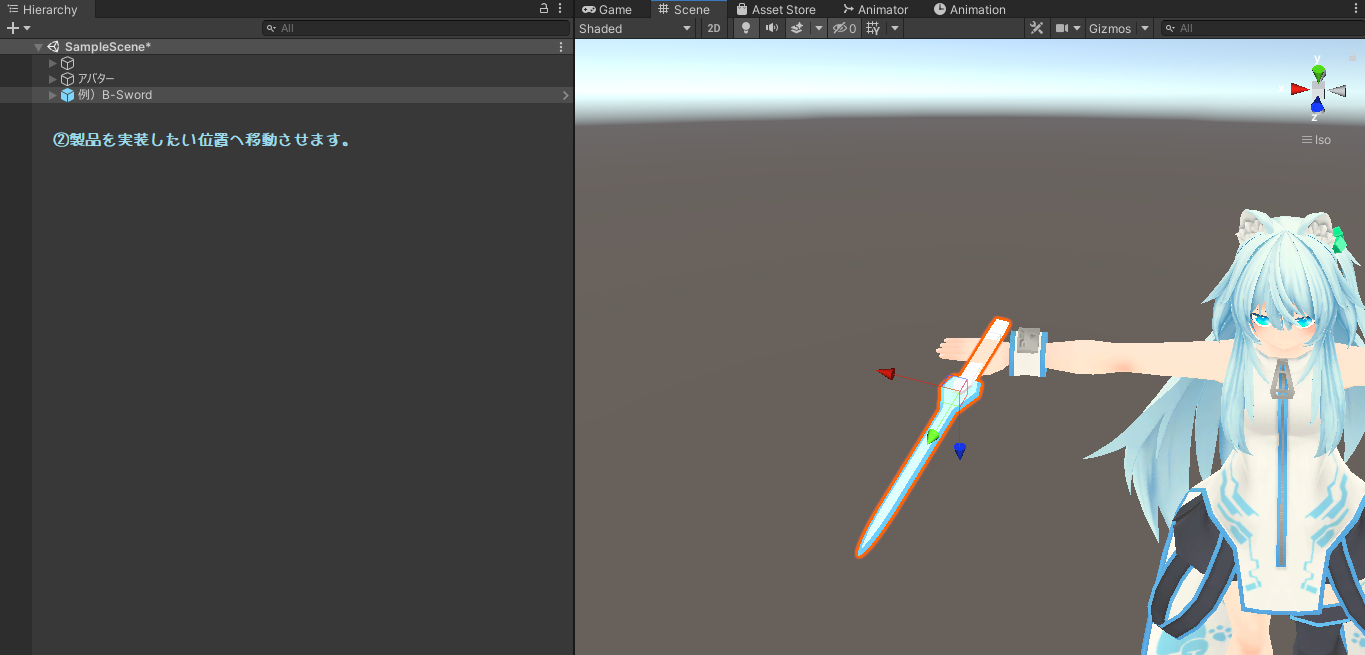 Hierarchy
All
SampleScene*
アバター
例）B-Sword
②製品を実装したい位置へ移動させます。
Game
Scene
Asset Store
Animator
Animation
Shaded
2D
0
Gizmos
All
y
z
Iso